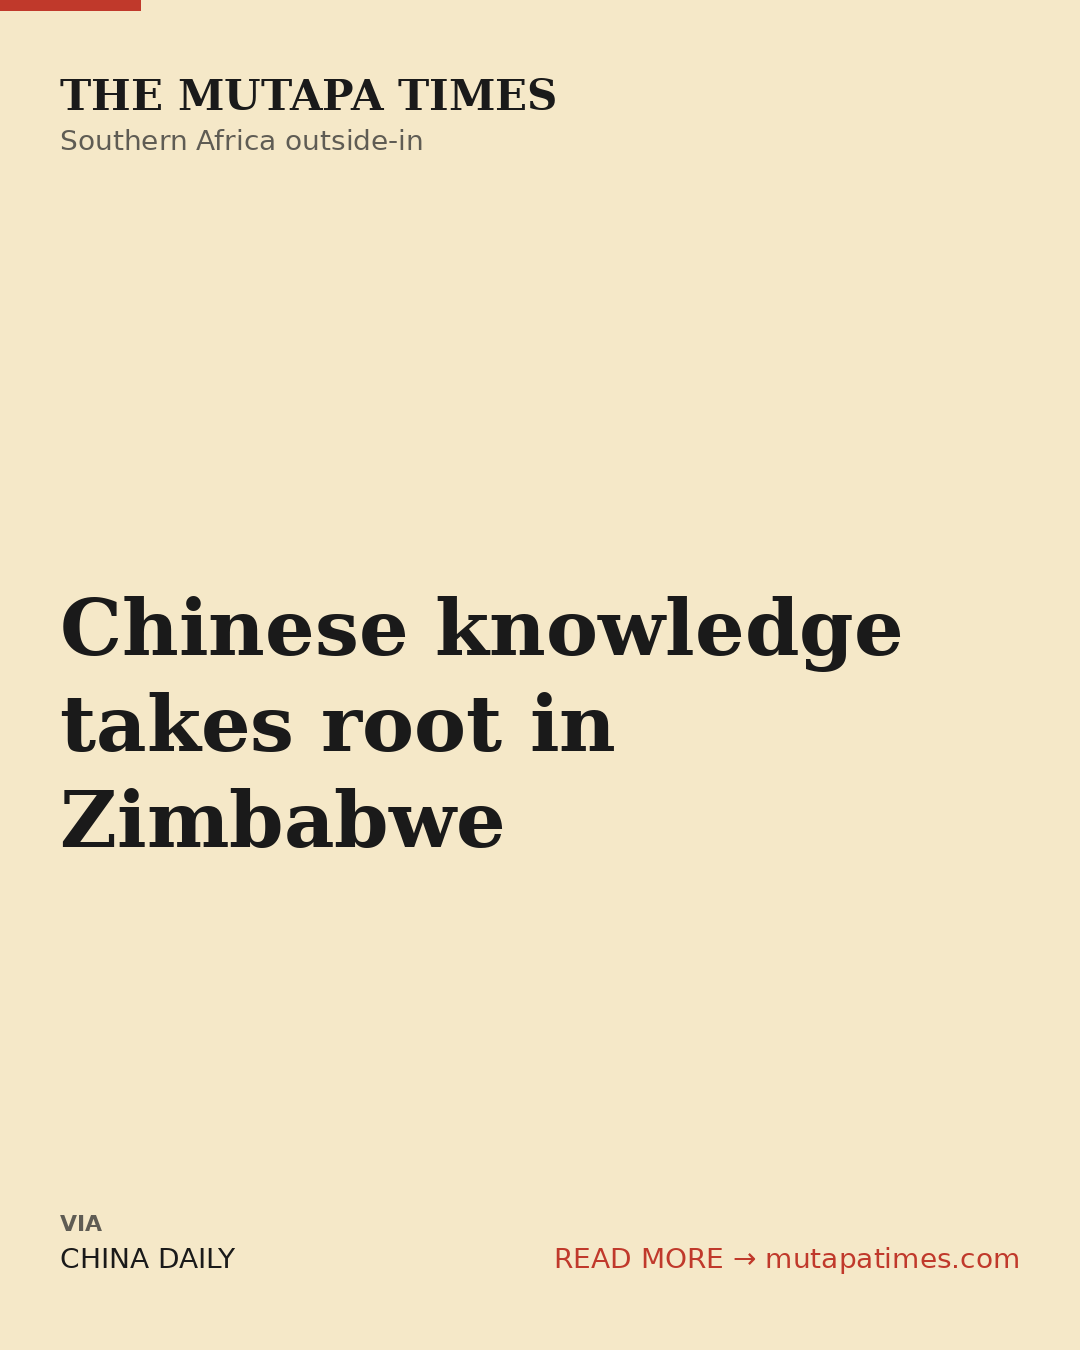 THE MUTAPA TIMES
Southern Africa outside-in
Chinese knowledge
takes root in
Zimbabwe
VIA
CHINA DAILY
READ MORE → mutapatimes.com